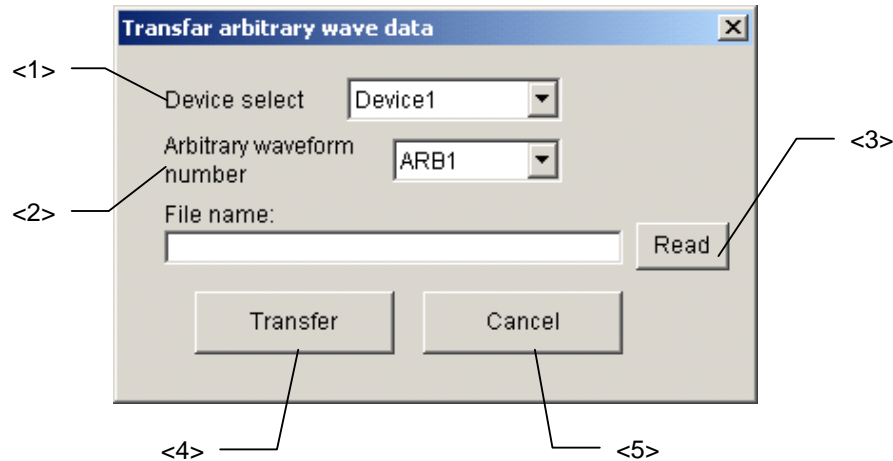 Transfar arbitrary wave data
<1>
Device select
Device1
Arbitrary waveform
number
ARB1
<3>
<2>
File name:
Read
Transfer
Cancel
<4>
<5>